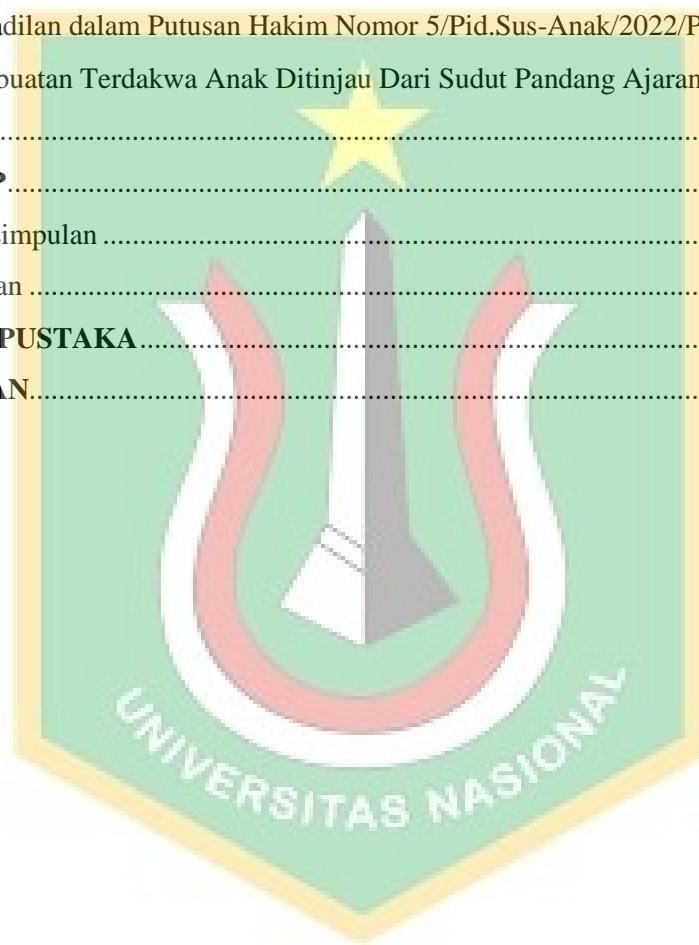 adilan dalam Putusan Hakim Nomor 5/Pid.Sus-Anak/2022/P
buatan Terdakwa Anak Ditinjau Dari Sudut Pandang Ajaran
................................................................
P................................................................
simpulan ................................................................
an ................................................................
PUSTAKA................................................................
AN................................................................
UNIVERSITAS NASIONAL